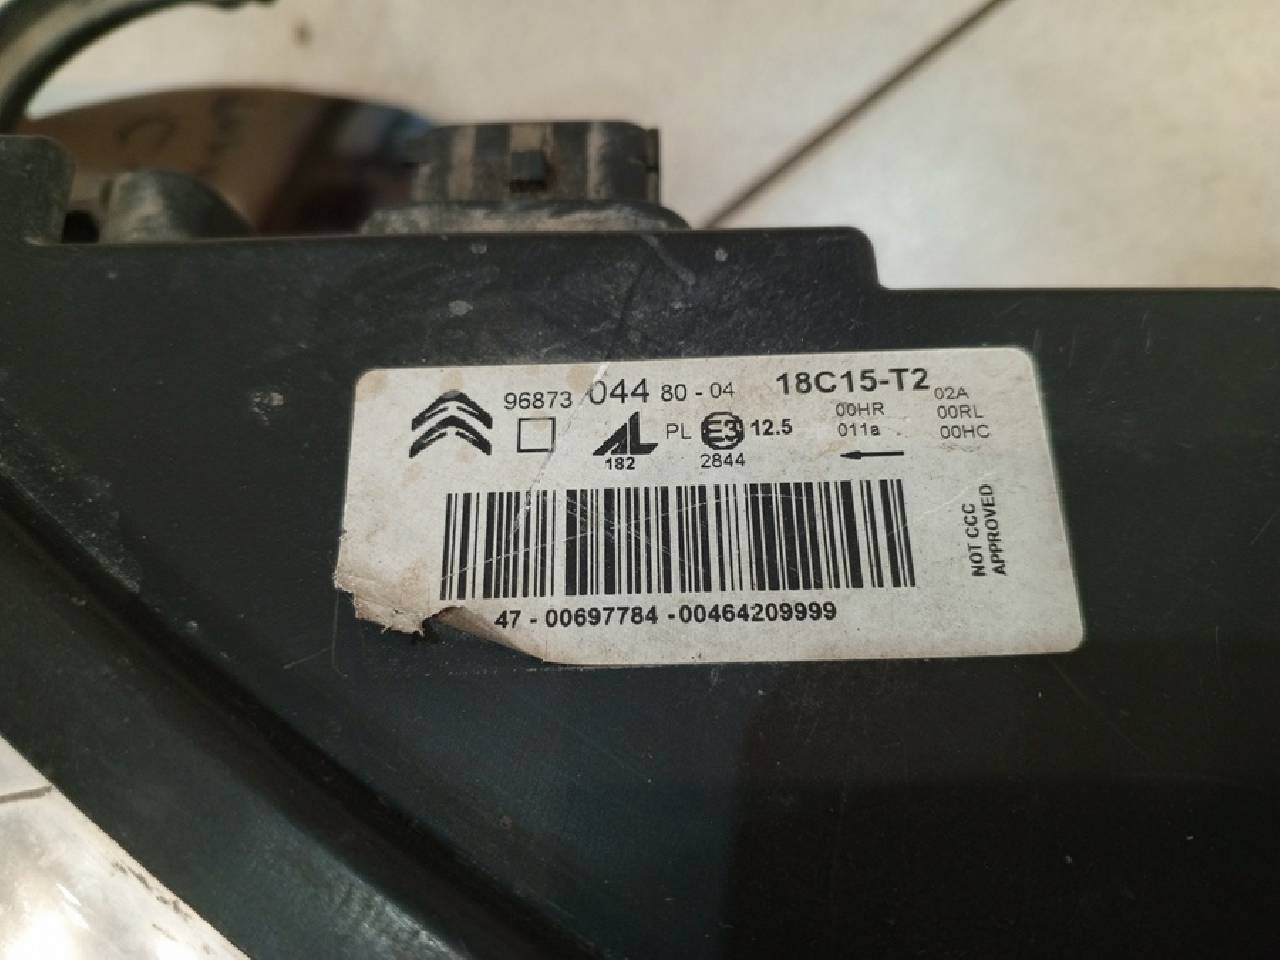 96873 044 80 - 04 18C15-T2 02A
00HR 00RL
AL PL E3 12.5 011a 00HC
182 2844
NOT CCC
APPROVED
47 - 00697784 - 00464209999